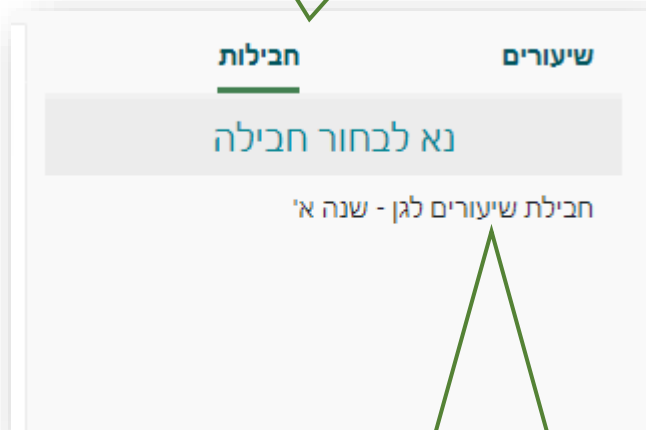 שיעורים
חבילות
נא לבחור חבילה
חבילת שיעורים לגן - שנה א'